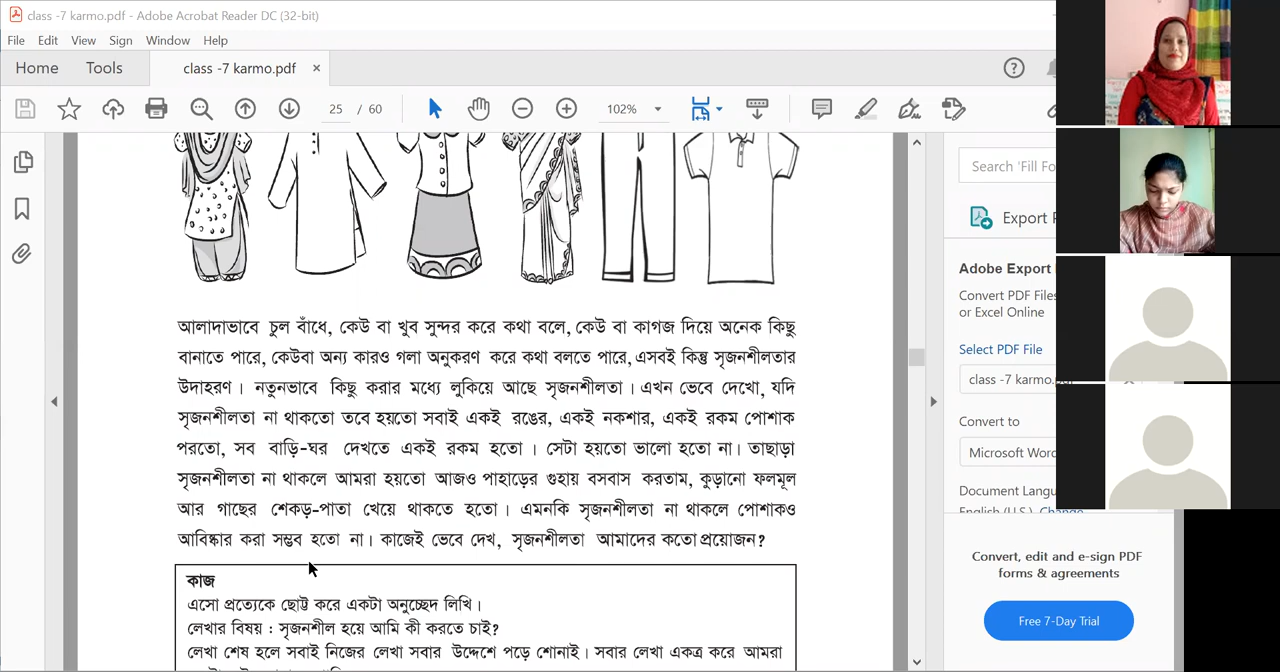 class -7 karmo.pdf - Adobe Acrobat Reader DC (32-bit)
File Edit View Sign Window Help
Home Tools class -7 karmo.pdf ×
25 / 60 102%
Search 'Fill Fo
Export
Adobe Export
Convert PDF Files
or Excel Online
Select PDF File
class -7 karmo.pdf
Convert to
Microsoft Word
Document Langu
English (U.S.) Change
Convert, edit and e-sign PDF
forms & agreements
Free 7-Day Trial
আলাদাভাবে চুল বাঁধে, কেউ বা খুব সুন্দর করে কথা বলে, কেউ বা কাগজ দিয়ে অনেক কিছু
বানাতে পারে, কেউবা অন্য কারও গলা অনুকরণ করে কথা বলতে পারে, এসবই কিন্তু সৃজনশীলতার
উদাহরণ। নতুনভাবে কিছু করার মধ্যে লুকিয়ে আছে সৃজনশীলতা। এখন ভেবে দেখো, যদি
সৃজনশীলতা না থাকতো তবে হয়তো সবাই একই রঙের, একই নকশার, একই রকম পোশাক
পরতো, সব বাড়ি-ঘর দেখতে একই রকম হতো । সেটা হয়তো ভালো হতো না। তাছাড়া
সৃজনশীলতা না থাকলে আমরা হয়তো আজও পাহাড়ের গুহায় বসবাস করতাম, কুড়ানো ফলমূল
আর গাছের শেকড়-পাতা খেয়ে থাকতে হতো । এমনকি সৃজনশীলতা না থাকলে পোশাকও
আবিষ্কার করা সম্ভব হতো না। কাজেই ভেবে দেখ, সৃজনশীলতা আমাদের কতো প্রয়োজন?
কাজ
এসো প্রত্যেকে ছোট্ট করে একটা অনুচ্ছেদ লিখি।
লেখার বিষয় : সৃজনশীল হয়ে আমি কী করতে চাই?
লেখা শেষ হলে সবাই নিজের লেখা সবার উদ্দেশে পড়ে শোনাই। সবার লেখা একত্র করে আমরা